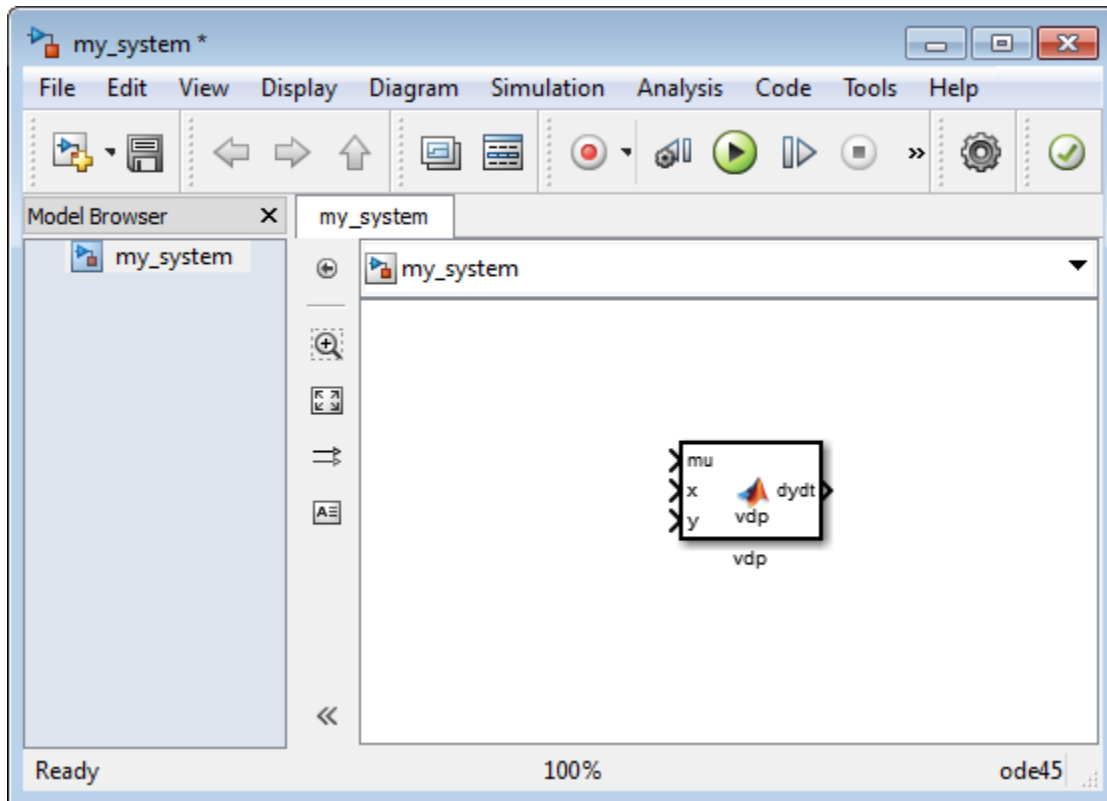 my_system *
File Edit View Display Diagram Simulation Analysis Code Tools Help
»
Model Browser × my_system
my_system
my_system
A
mu
x
dydt
y
vdp
vdp
Ready 100% ode45